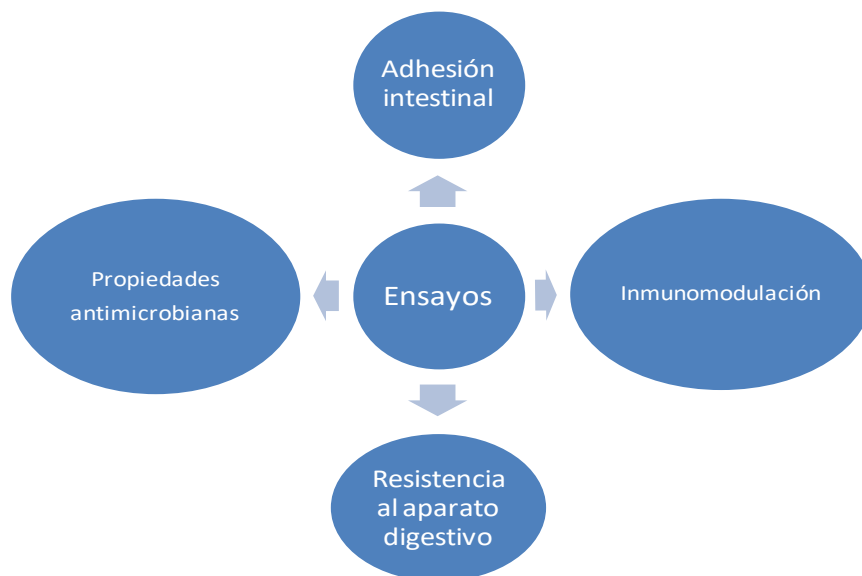 Adhesión
intestinal
Propiedades
antimicrobianas
Ensayos
Inmunomodulación
Resistencia
al aparato
digestivo